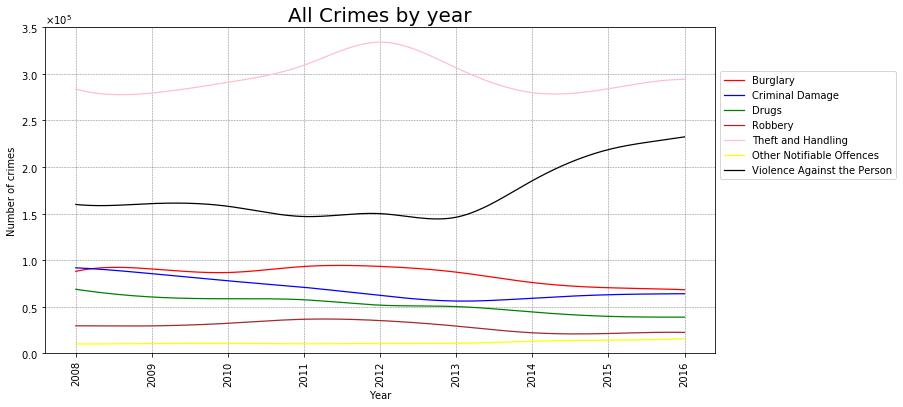 All Crimes by year
×10⁵
3.5
3.0
2.5
2.0
1.5
1.0
0.5
0.0
Number of crimes
2008
2009
2010
2011
2012
2013
2014
2015
2016
Year
Burglary
Criminal Damage
Drugs
Robbery
Theft and Handling
Other Notifiable Offences
Violence Against the Person